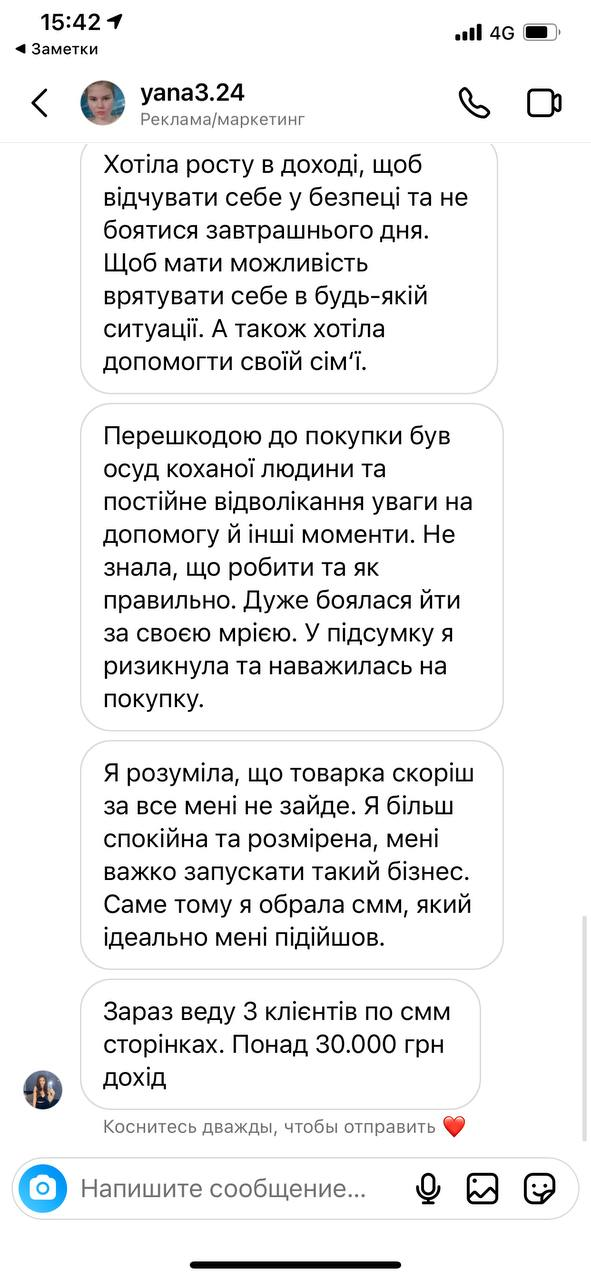 15:42
4G
Заметки
yana3.24
Реклама/маркетинг
Хотіла росту в доході, щоб
відчувати себе у безпеці та не
боятися завтрашнього дня.
Щоб мати можливість
врятувати себе в будь-якій
ситуації. А також хотіла
допомогти своїй сім‘ї.
Перешкодою до покупки був
осуд коханої людини та
постійне відволікання уваги на
допомогу й інші моменти. Не
знала, що робити та як
правильно. Дуже боялася йти
за своєю мрією. У підсумку я
ризикнула та наважилась на
покупку.
Я розуміла, що товарка скоріш
за все мені не зайде. Я більш
спокійна та розмірена, мені
важко запускати такий бізнес.
Саме тому я обрала смм, який
ідеально мені підійшов.
Зараз веду 3 клієнтів по смм
сторінках. Понад 30.000 грн
дохід
Коснитесь дважды, чтобы отправить ❤️
Напишите сообщение...